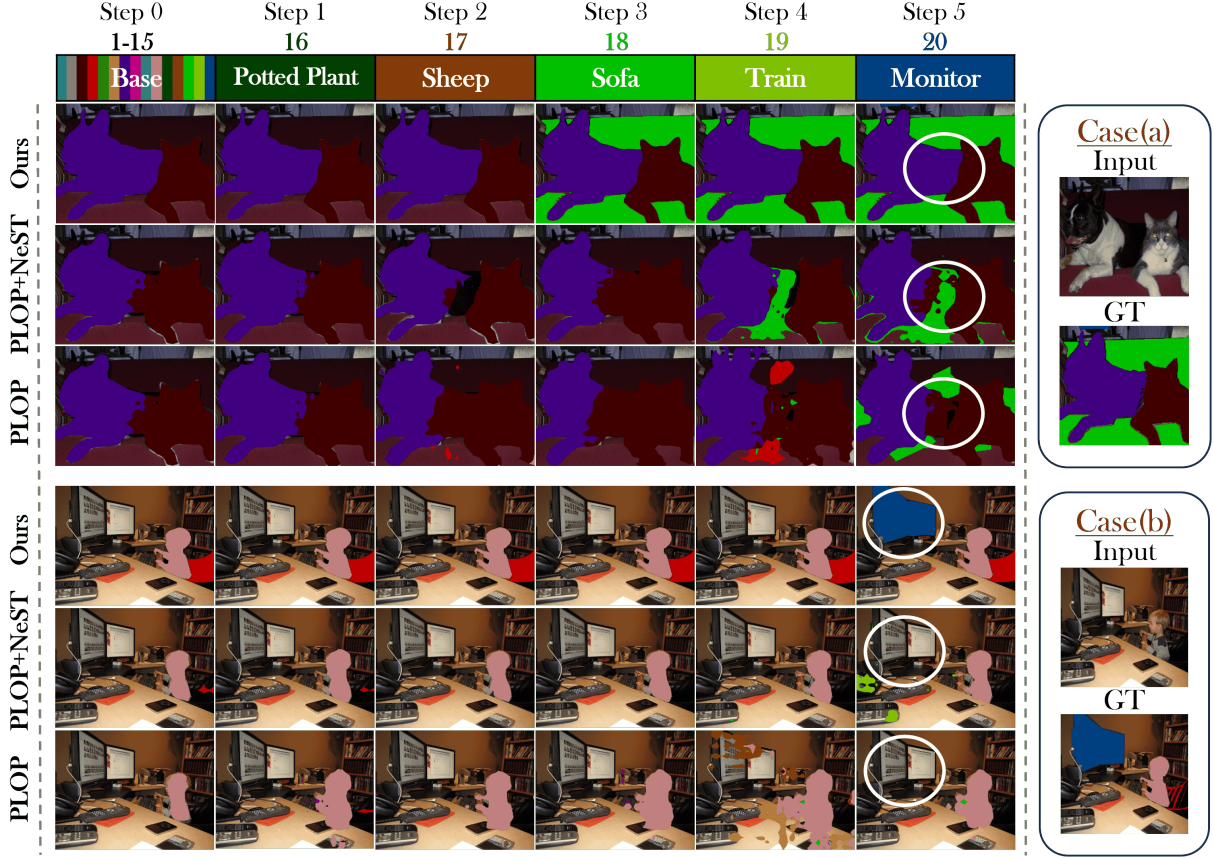 Step 0 Step 1 Step 2 Step 3 Step 4 Step 5
1-15 16 17 18 19 20
Base Potted Plant Sheep Sofa Train Monitor
Ours
PLOP+NeST
PLOP
Case(a)
Input
GT
Ours
PLOP+NeST
PLOP
Case(b)
Input
GT